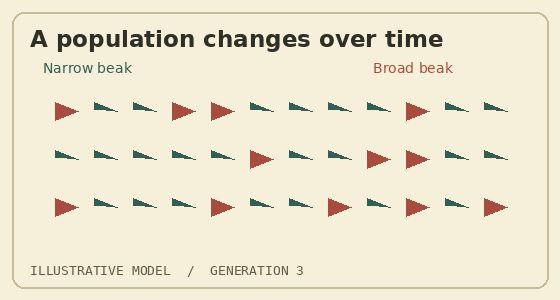 A population changes over time
Narrow beak Broad beak
ILLUSTRATIVE MODEL / GENERATION 3